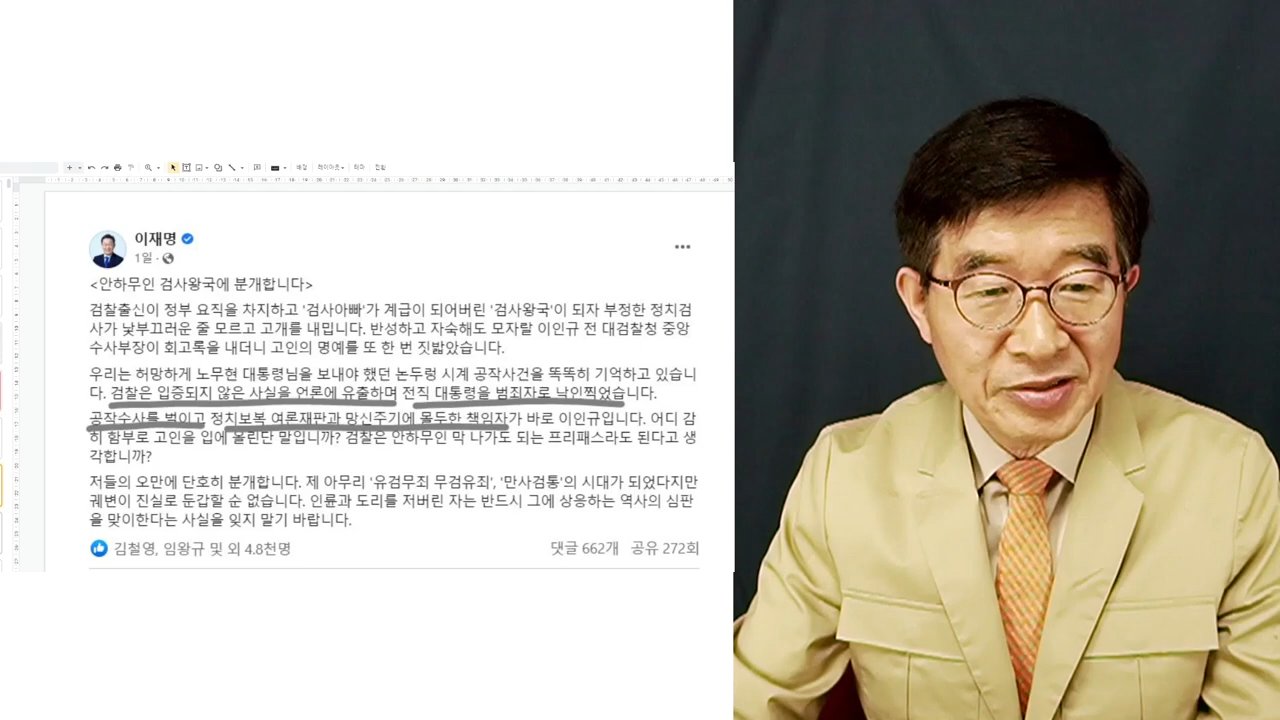 배경 레이아웃 테마 전환
이재명
1일
<안하무인 검사왕국에 분개합니다>
검찰출신이 정부 요직을 차지하고 '검사아빠'가 계급이 되어버린 '검사왕국'이 되자 부정한 정치검
사가 낯부끄러운 줄 모르고 고개를 내밉니다. 반성하고 자숙해도 모자랄 이인규 전 대검찰청 중앙
수사부장이 회고록을 내더니 고인의 명예를 또 한 번 짓밟았습니다.
우리는 허망하게 노무현 대통령님을 보내야 했던 논두렁 시계 공작사건을 똑똑히 기억하고 있습니
다. 검찰은 입증되지 않은 사실을 언론에 유출하며 전직 대통령을 범죄자로 낙인찍었습니다.
공작수사를 벌이고 정치보복 여론재판과 망신주기에 몰두한 책임자가 바로 이인규입니다. 어디 감
히 함부로 고인을 입에 올린단 말입니까? 검찰은 안하무인 막 나가도 되는 프리패스라도 된다고 생
각합니까?
저들의 오만에 단호히 분개합니다. 제 아무리 '유검무죄 무검유죄', '만사검통'의 시대가 되었다지만
궤변이 진실로 둔갑할 순 없습니다. 인륜과 도리를 저버린 자는 반드시 그에 상응하는 역사의 심판
을 맞이한다는 사실을 잊지 말기 바랍니다.
김철영, 임왕규 및 외 4.8천명
댓글 662개 공유 272회